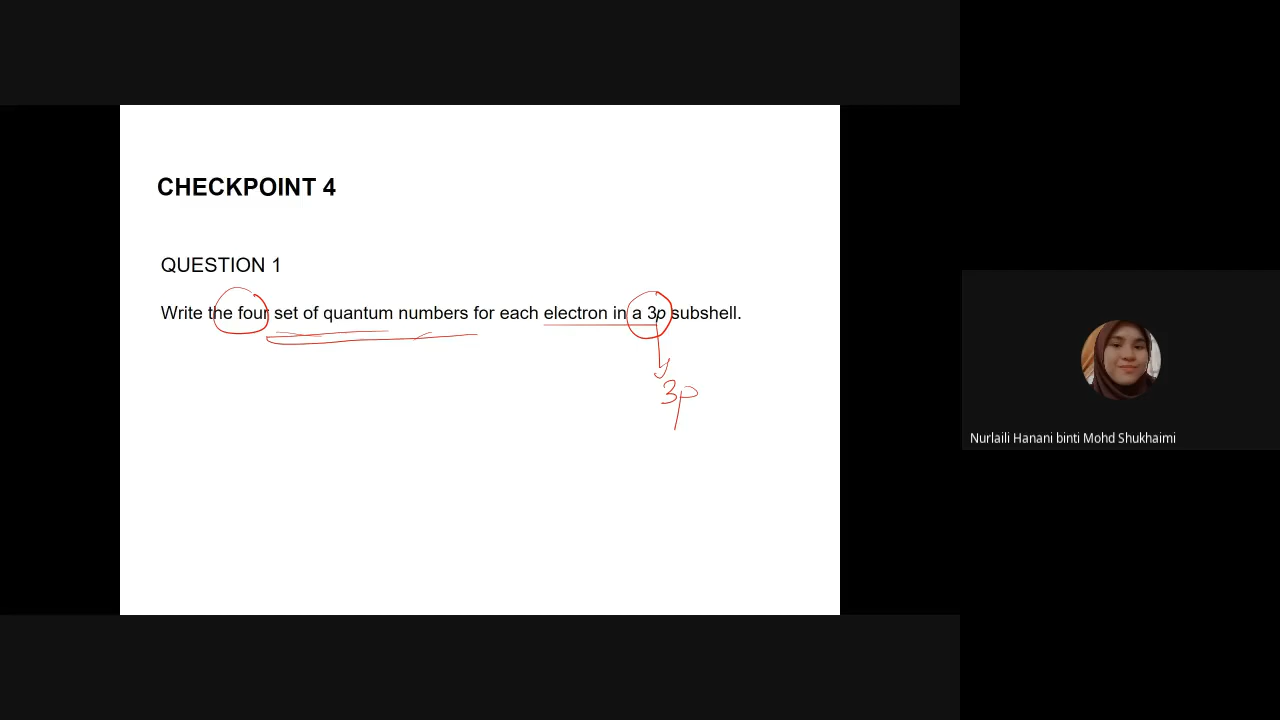 CHECKPOINT 4
QUESTION 1
Write the four set of quantum numbers for each electron in a 3p subshell.
3p
Nurlaili Hanani binti Mohd Shukhaimi